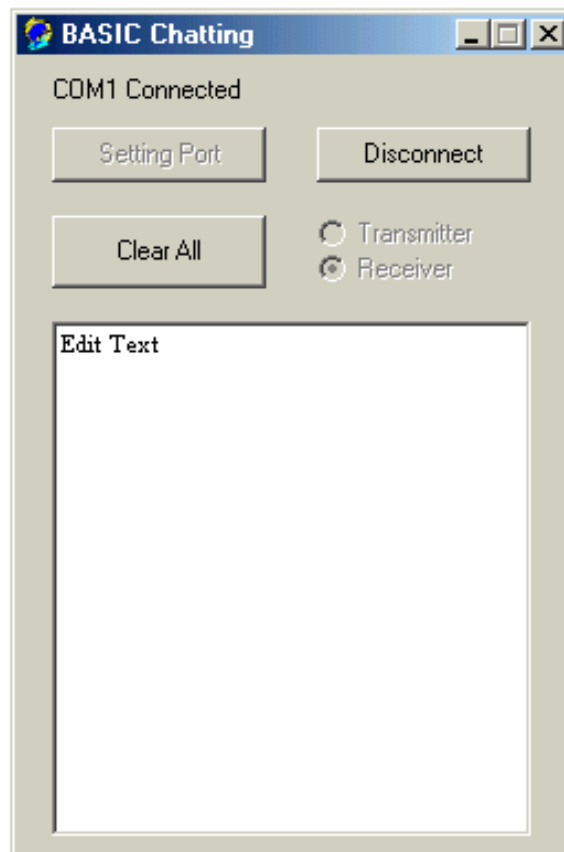 BASIC Chatting
COM1 Connected
Setting Port
Disconnect
Clear All
Transmitter
Receiver
Edit Text